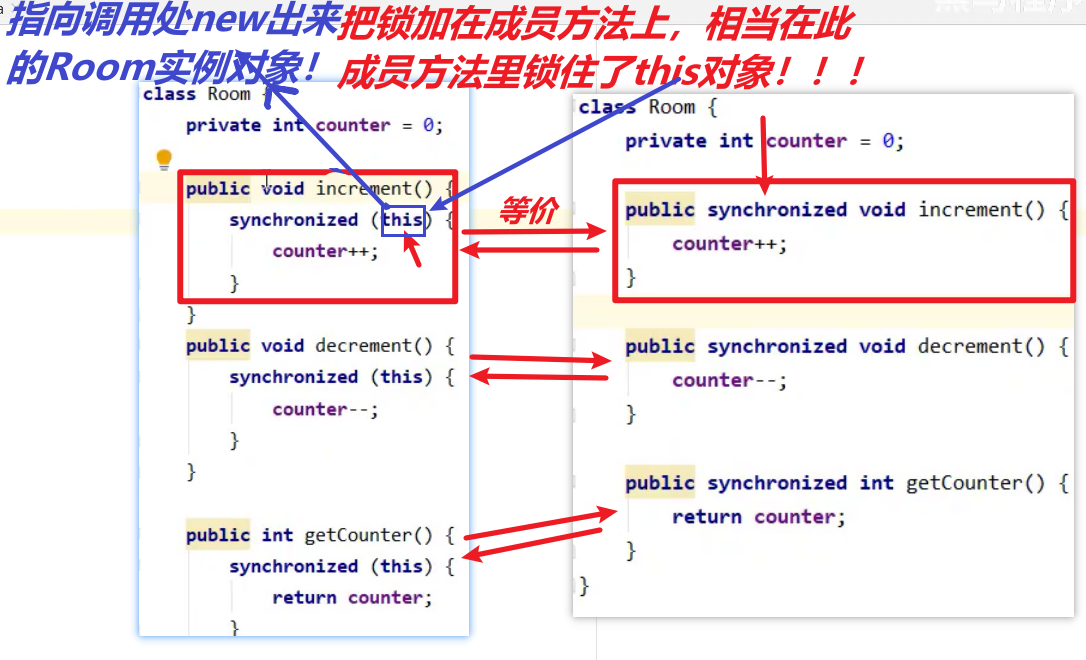 指向调用处new出来
的Room实例对象！
把锁加在成员方法上，相当在此
成员方法里锁住了this对象！！！
class Room {
private int counter = 0;
public void increment() {
synchronized (this) {
counter++;
}
}
public void decrement() {
synchronized (this) {
counter--;
}
}
public int getCounter() {
synchronized (this) {
return counter;
}
等价
class Room {
private int counter = 0;
public synchronized void increment() {
counter++;
}
public synchronized void decrement() {
counter--;
}
public synchronized int getCounter() {
return counter;
}
}